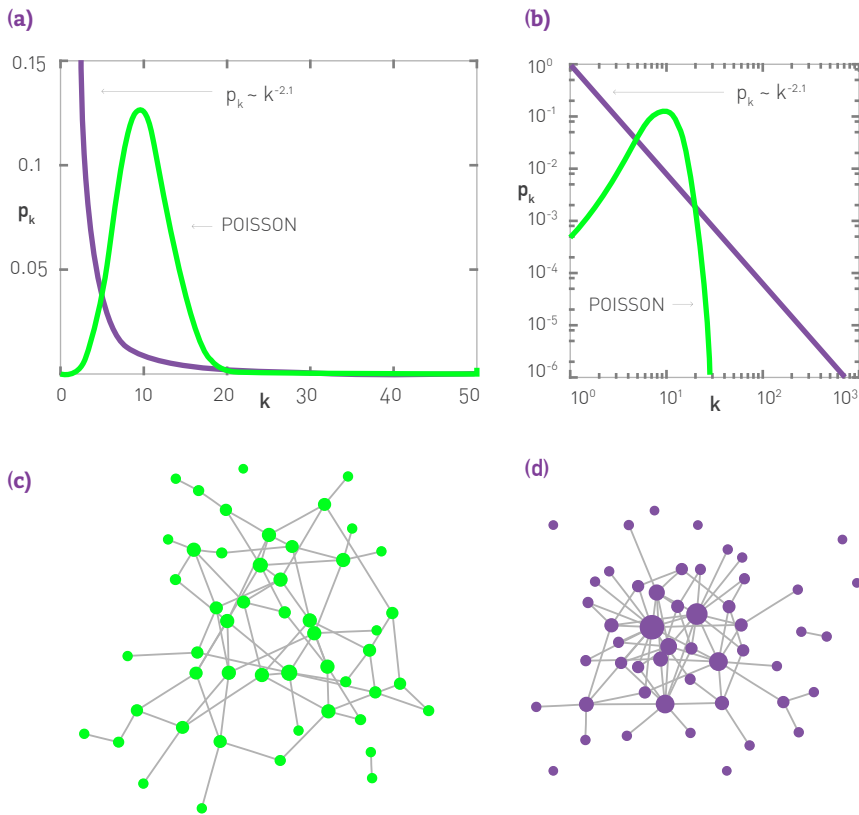 (a)
0.15
0.1
0.05
p_k
p_k ~ k^-2.1
POISSON
0 10 20 30 40 50
k
(b)
10^0
10^-1
10^-2
10^-3
10^-4
10^-5
10^-6
p_k
p_k ~ k^-2.1
POISSON
10^0 10^1 10^2 10^3
k
(c)
(d)